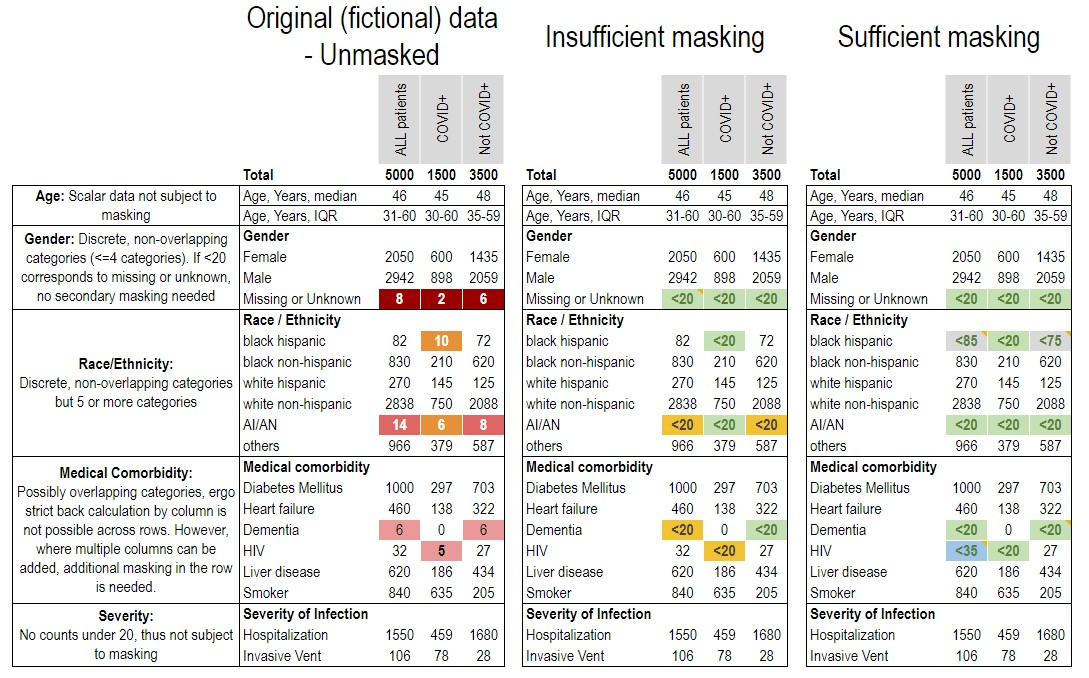 Original (fictional) data
- Unmasked
Insufficient masking
Sufficient masking
ALL patients
COVID+
Not COVID+
ALL patients
COVID+
Not COVID+
ALL patients
COVID+
Not COVID+
Total 5000 1500 3500
Total 5000 1500 3500
Total 5000 1500 3500
Age: Scalar data not subject to
masking
Age, Years, median 46 45 48
Age, Years, IQR 31-60 30-60 35-59
Age, Years, median 46 45 48
Age, Years, IQR 31-60 30-60 35-59
Age, Years, median 46 45 48
Age, Years, IQR 31-60 30-60 35-59
Gender: Discrete, non-overlapping
categories (<=4 categories). If <20
corresponds to missing or unknown,
no secondary masking needed
Gender
Female 2050 600 1435
Male 2942 898 2059
Missing or Unknown 8 2 6
Gender
Female 2050 600 1435
Male 2942 898 2059
Missing or Unknown <20 <20 <20
Gender
Female 2050 600 1435
Male 2942 898 2059
Missing or Unknown <20 <20 <20
Race/Ethnicity:
Discrete, non-overlapping categories
but 5 or more categories
Race / Ethnicity
black hispanic 82 10 72
black non-hispanic 830 210 620
white hispanic 270 145 125
white non-hispanic 2838 750 2088
AI/AN 14 6 8
others 966 379 587
Race / Ethnicity
black hispanic 82 <20 72
black non-hispanic 830 210 620
white hispanic 270 145 125
white non-hispanic 2838 750 2088
AI/AN <20 <20 <20
others 966 379 587
Race / Ethnicity
black hispanic <85 <20 <75
black non-hispanic 830 210 620
white hispanic 270 145 125
white non-hispanic 2838 750 2088
AI/AN <20 <20 <20
others 966 379 587
Medical Comorbidity:
Possibly overlapping categories, ergo
strict back calculation by column is
not possible across rows. However,
where multiple columns can be
added, additional masking in the row
is needed.
Medical comorbidity
Diabetes Mellitus 1000 297 703
Heart failure 460 138 322
Dementia 6 0 6
HIV 32 5 27
Liver disease 620 186 434
Smoker 840 635 205
Medical comorbidity
Diabetes Mellitus 1000 297 703
Heart failure 460 138 322
Dementia <20 0 <20
HIV 32 <20 27
Liver disease 620 186 434
Smoker 840 635 205
Medical comorbidity
Diabetes Mellitus 1000 297 703
Heart failure 460 138 322
Dementia <20 0 <20
HIV <35 <20 27
Liver disease 620 186 434
Smoker 840 635 205
Severity:
No counts under 20, thus not subject
to masking
Severity of Infection
Hospitalization 1550 459 1680
Invasive Vent 106 78 28
Severity of Infection
Hospitalization 1550 459 1680
Invasive Vent 106 78 28
Severity of Infection
Hospitalization 1550 459 1680
Invasive Vent 106 78 28